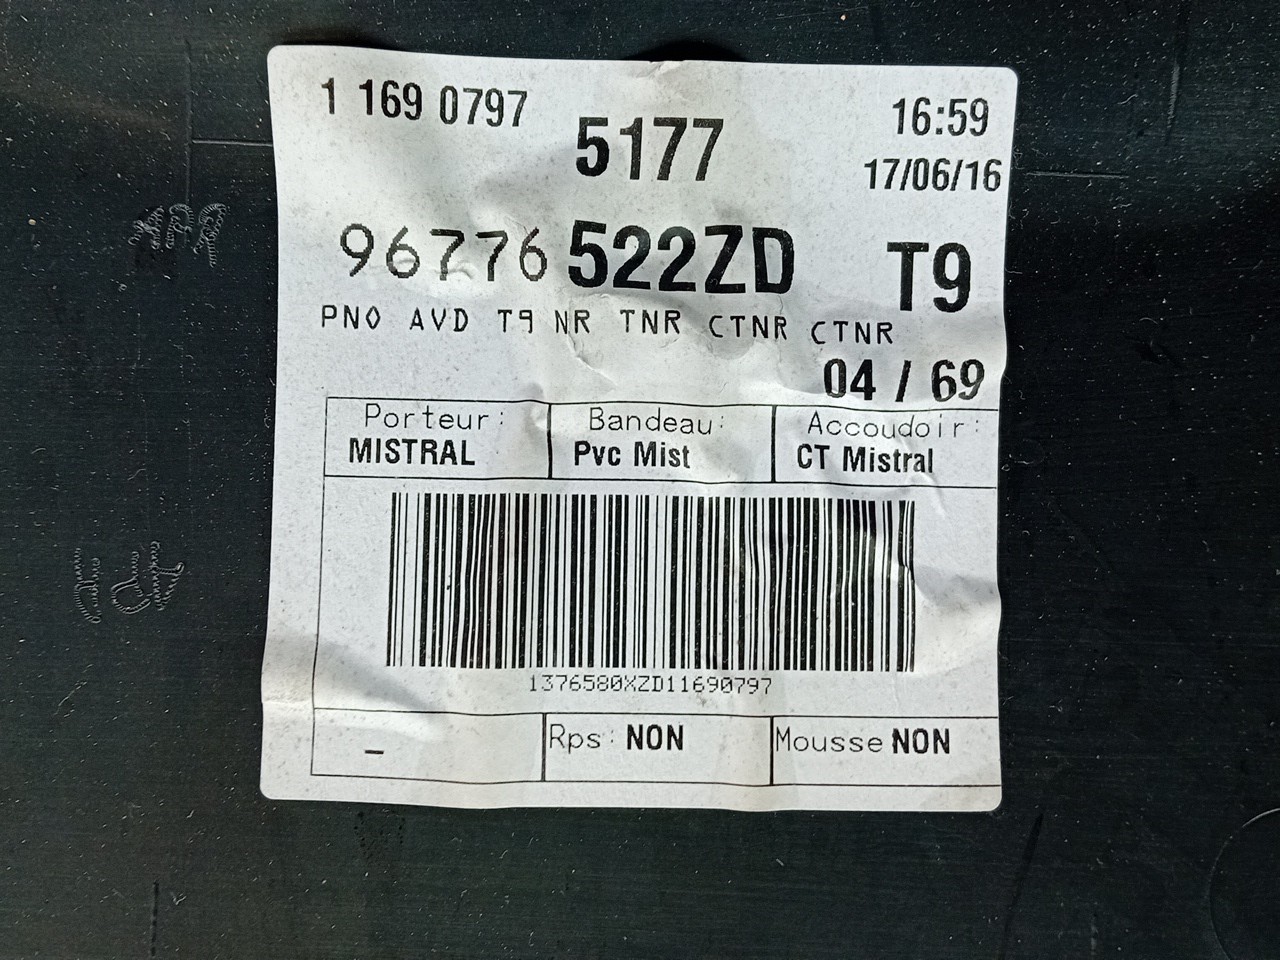 1 169 0797
5177
16:59
17/06/16
96776 522ZD T9
PNO AVD T9 NR TNR CTNR CTNR
04 / 69
Porteur: Bandeau: Accoudoir:
MISTRAL Pvc Mist CT Mistral
1376580XZD11690797
– Rps: NON Mousse NON